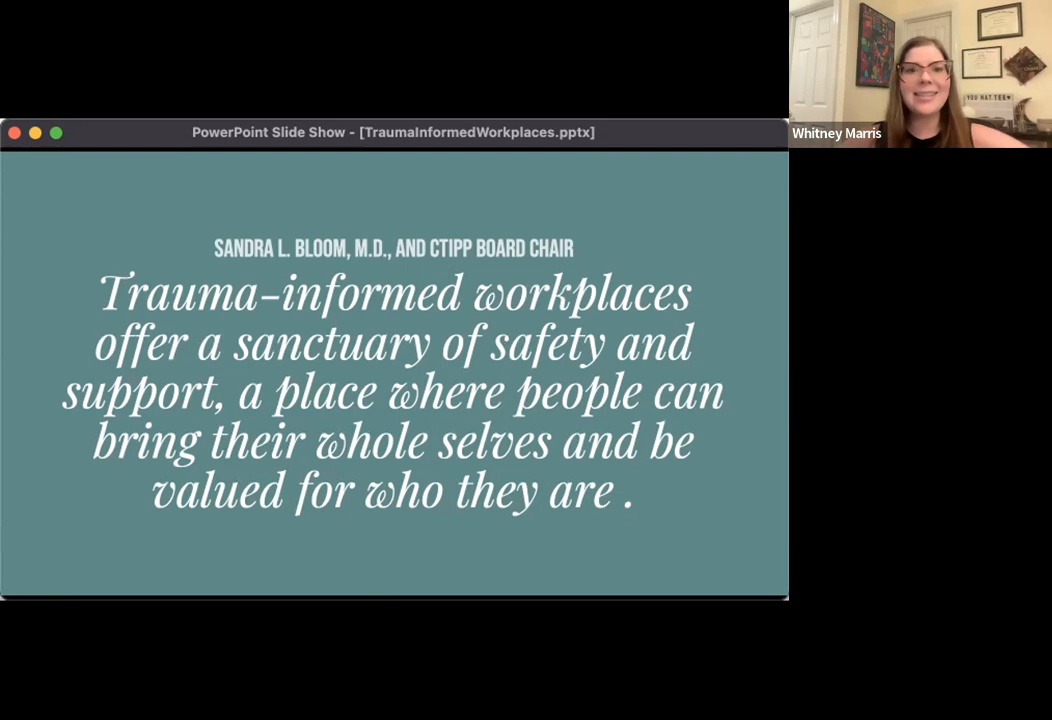 PowerPoint Slide Show - [TraumaInformedWorkplaces.pptx]
SANDRA L. BLOOM, M.D., AND CTIPP BOARD CHAIR
Trauma-informed workplaces
offer a sanctuary of safety and
support, a place where people can
bring their whole selves and be
valued for who they are .
Whitney Marris